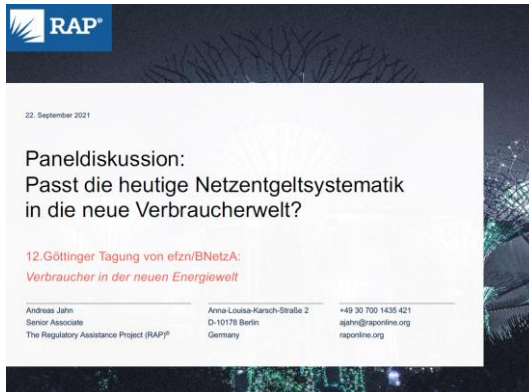 RAP®
22. September 2021
Paneldiskussion:
Passt die heutige Netzentgeltsystematik
in die neue Verbraucherwelt?
12.Göttinger Tagung von efzn/BNetzA:
Verbraucher in der neuen Energiewelt
Andreas Jahn
Senior Associate
The Regulatory Assistance Project (RAP)®
Anna-Louisa-Karsch-Straße 2
D-10178 Berlin
Germany
+49 30 700 1435 421
ajahn@raponline.org
raponline.org